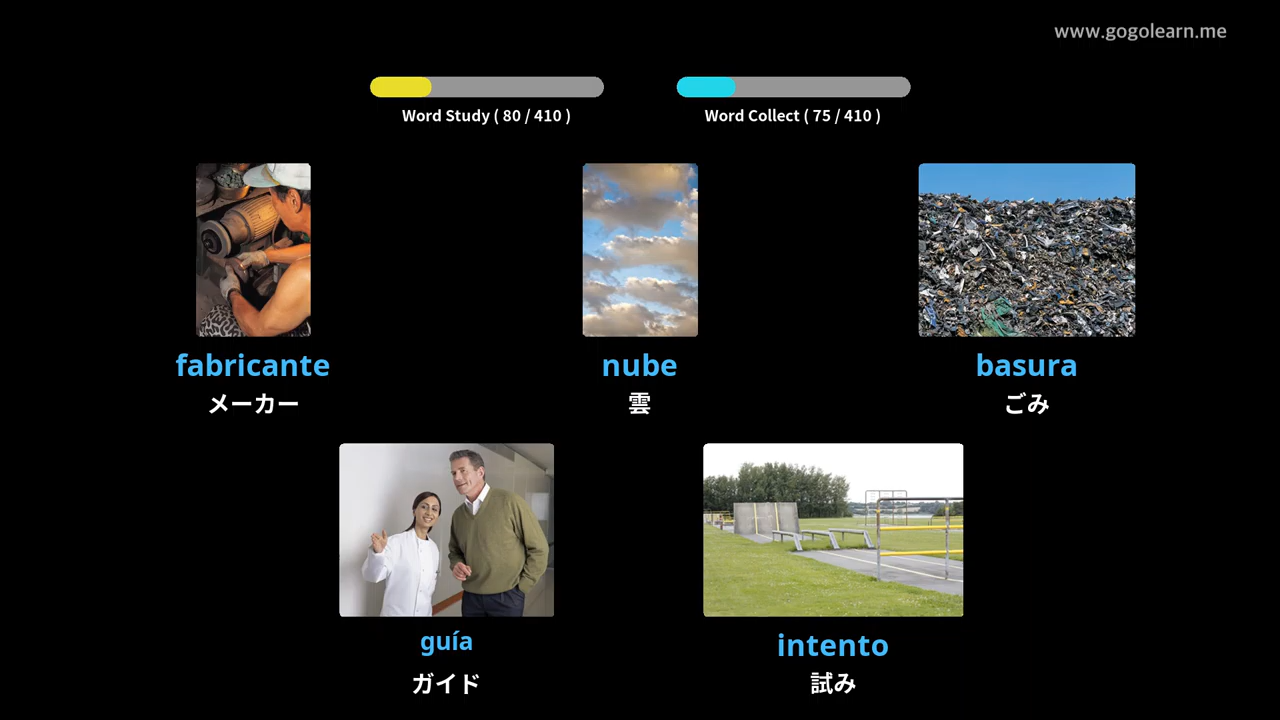 www.gogolearn.me
Word Study ( 80 / 410 )
Word Collect ( 75 / 410 )
fabricante
メーカー
nube
雲
basura
ごみ
guía
ガイド
intento
試み